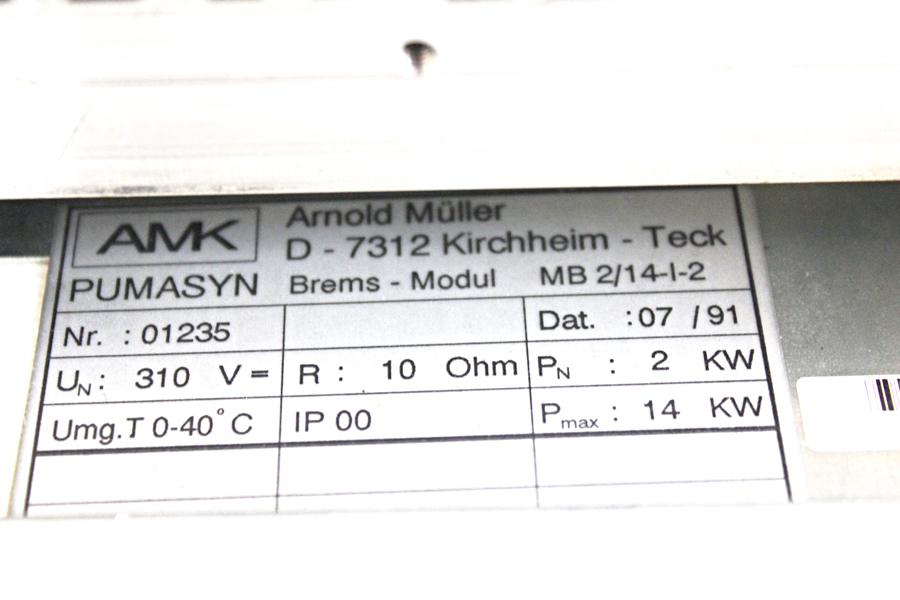 AMK Arnold Müller
D - 7312 Kirchheim - Teck
PUMASYN Brems - Modul MB 2/14-I-2
Nr. : 01235 Dat. : 07 / 91
UN : 310 V = R : 10 Ohm PN : 2 KW
Umg.T 0-40°C IP 00 Pmax : 14 KW